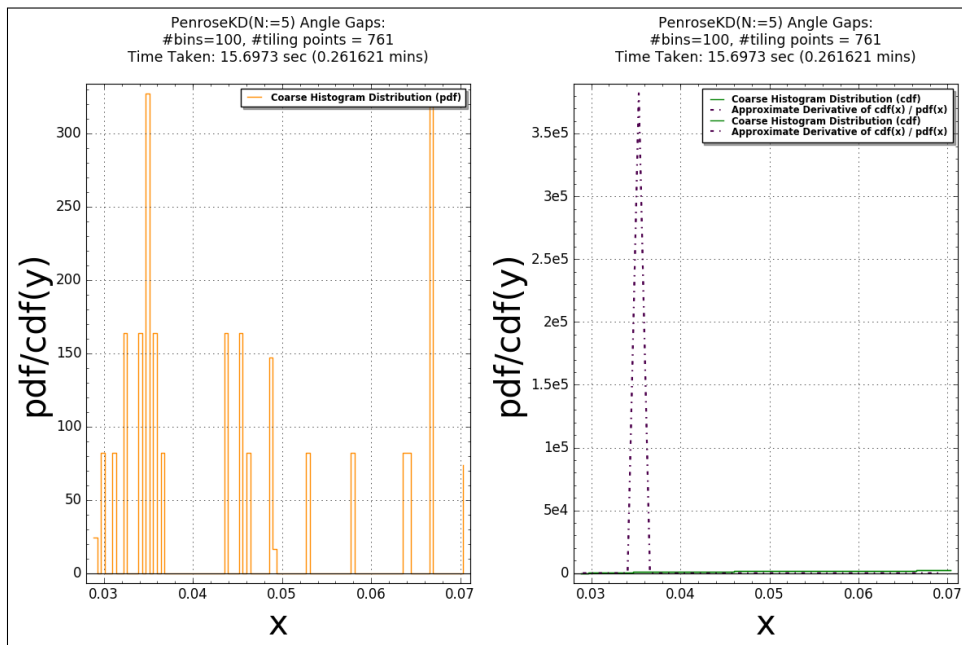 PenroseKD(N:=5) Angle Gaps:
#bins=100, #tiling points = 761
Time Taken: 15.6973 sec (0.261621 mins)
Coarse Histogram Distribution (pdf)
300
250
200
150
100
50
0
pdf/cdf(y)
0.03 0.04 0.05 0.06 0.07
x
PenroseKD(N:=5) Angle Gaps:
#bins=100, #tiling points = 761
Time Taken: 15.6973 sec (0.261621 mins)
Coarse Histogram Distribution (cdf)
Approximate Derivative of cdf(x) / pdf(x)
Coarse Histogram Distribution (cdf)
Approximate Derivative of cdf(x) / pdf(x)
3.5e5
3e5
2.5e5
2e5
1.5e5
1e5
5e4
0
pdf/cdf(y)
0.03 0.04 0.05 0.06 0.07
x